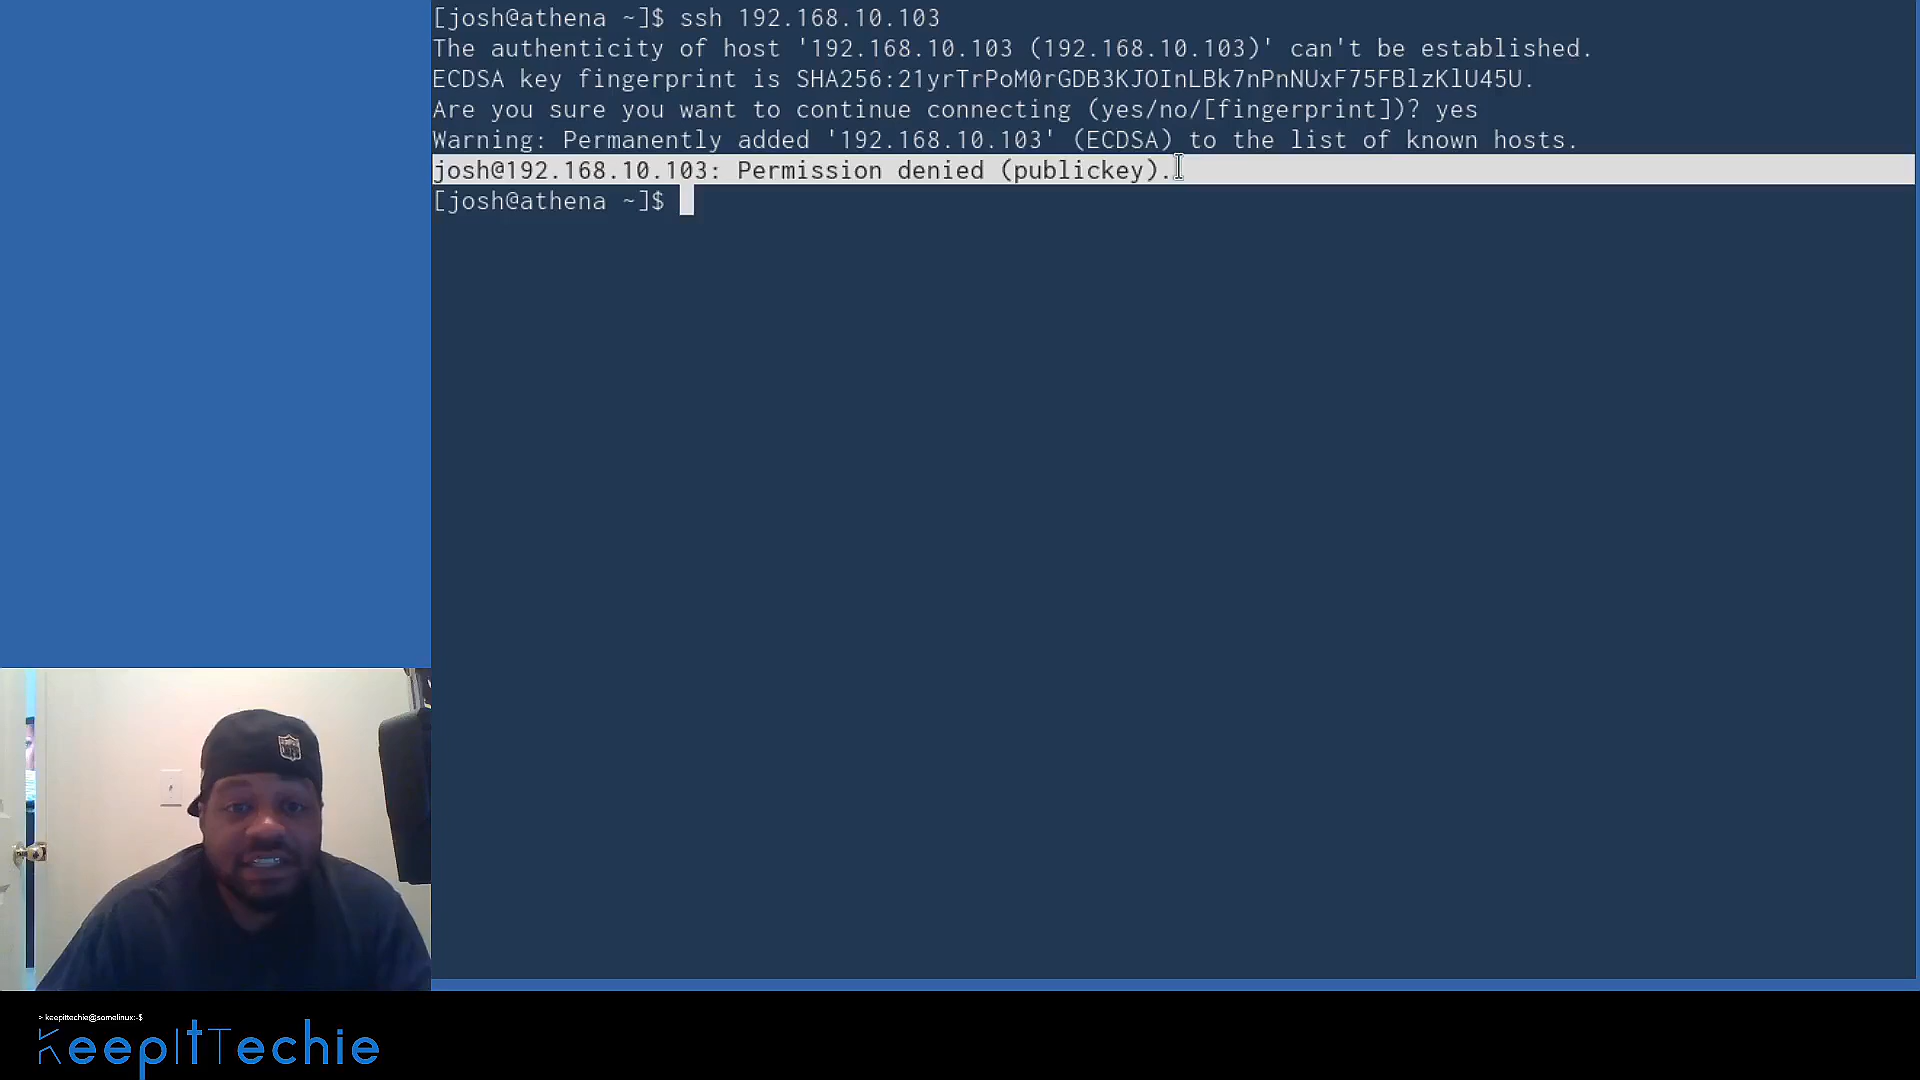 [josh@athena ~]$ ssh 192.168.10.103
The authenticity of host '192.168.10.103 (192.168.10.103)' can't be established.
ECDSA key fingerprint is SHA256:21yrTrPoM0rGDB3KJOInLBk7nPnNUxF75FBlzKlU45U.
Are you sure you want to continue connecting (yes/no/[fingerprint])? yes
Warning: Permanently added '192.168.10.103' (ECDSA) to the list of known hosts.
josh@192.168.10.103: Permission denied (publickey).
[josh@athena ~]$
> keepittechie@somelinux:~$
KeepItTechie